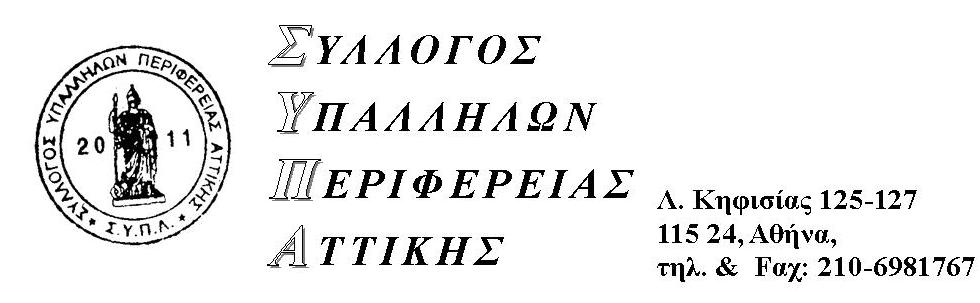 ΣΥΛΛΟΓΟΣ ΥΠΑΛΛΗΛΩΝ ΠΕΡΙΦΕΡΕΙΑΣ ΑΤΤΙΚΗΣ
20 11
* Σ.Υ.Π.Α. *
ΣΥΛΛΟΓΟΣ
ΥΠΑΛΛΗΛΩΝ
ΠΕΡΙΦΕΡΕΙΑΣ
ΑΤΤΙΚΗΣ
Λ. Κηφισίας 125-127
115 24, Αθήνα,
τηλ. & Fαχ: 210-6981767